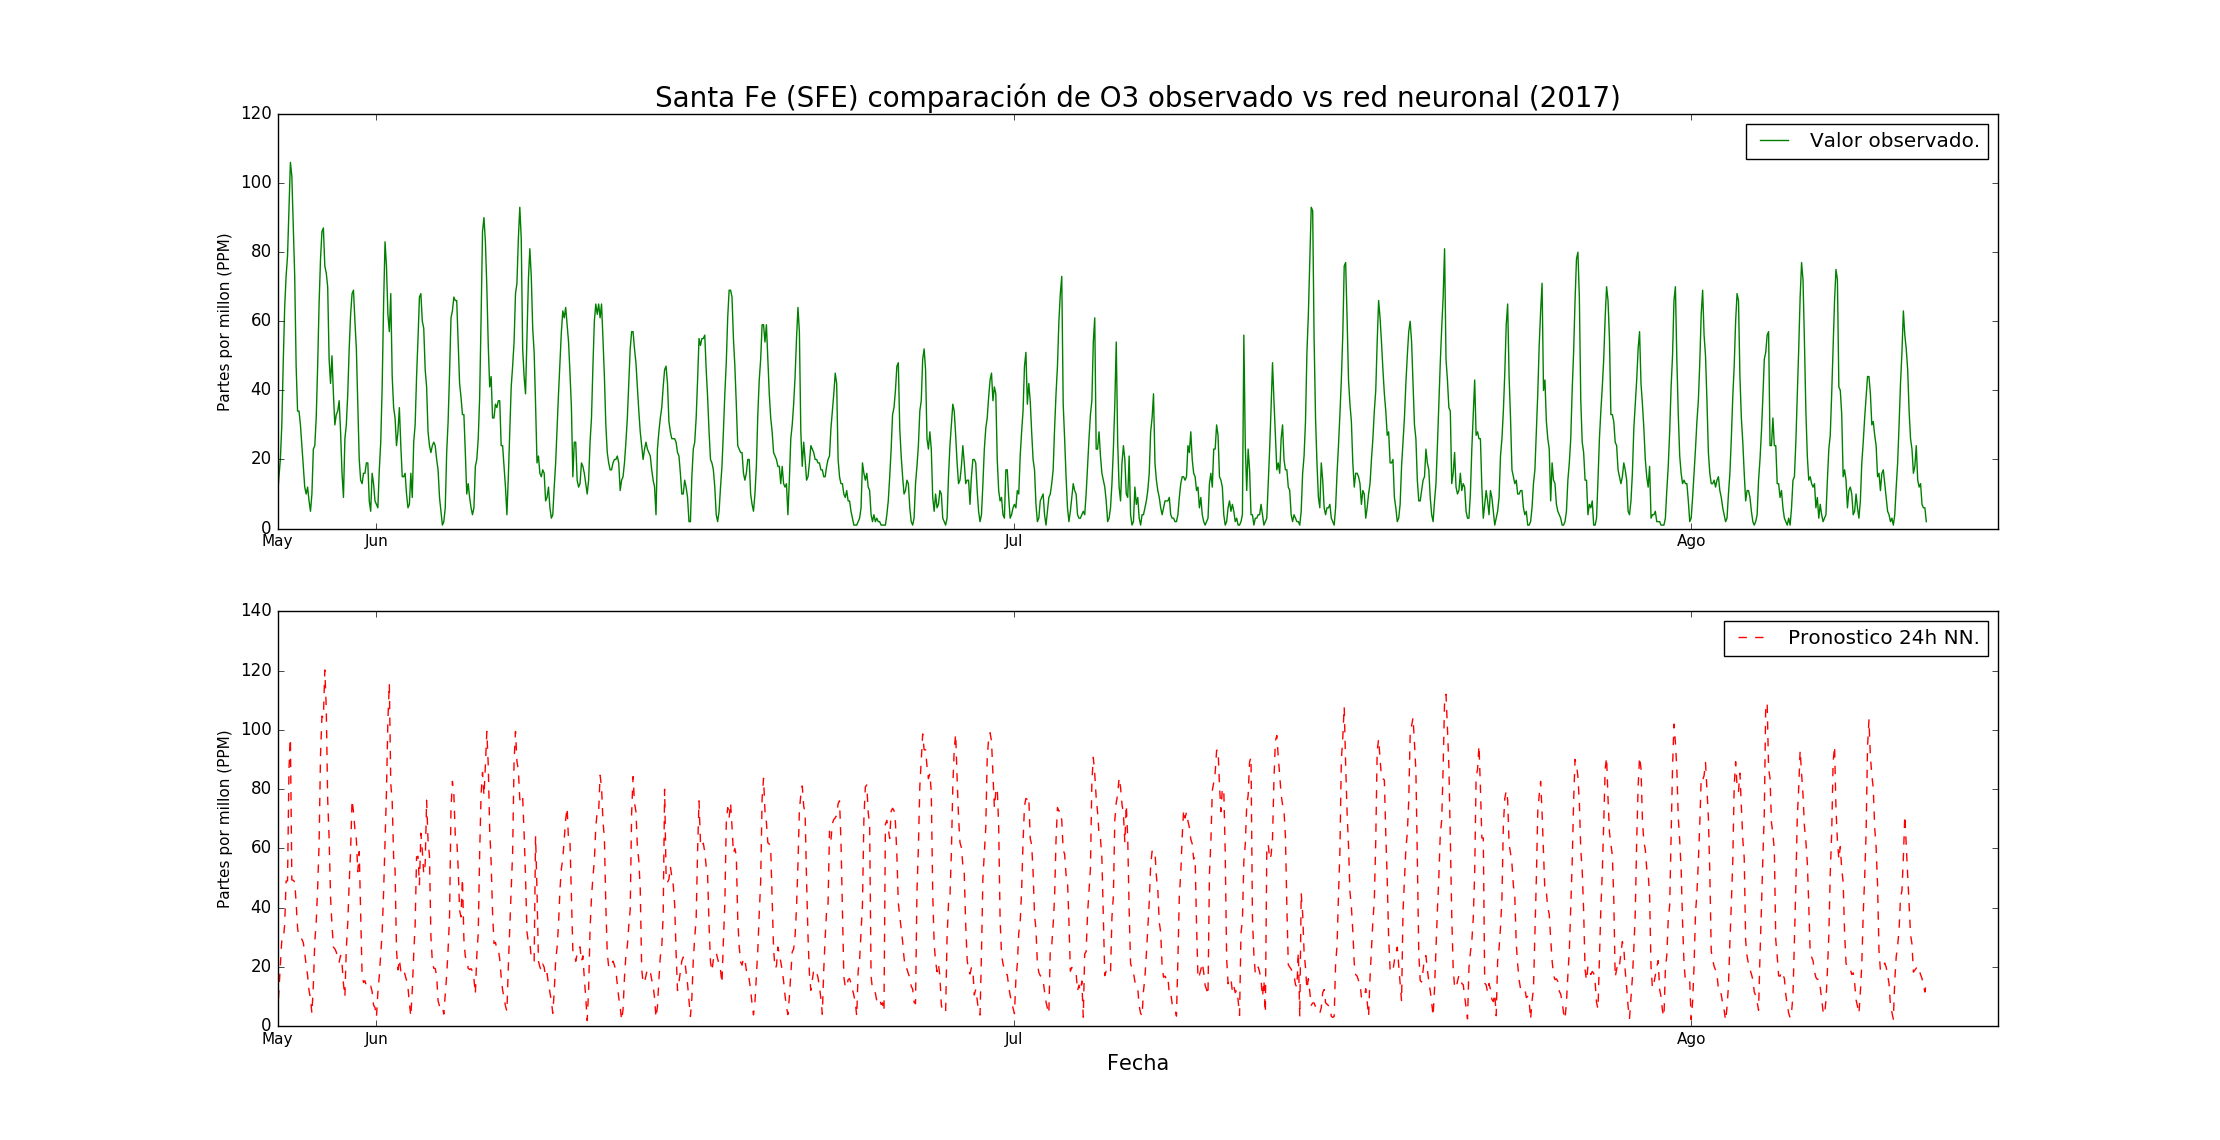 Santa Fe (SFE) comparación de O3 observado vs red neuronal (2017)
120
100
80
60
40
20
0
Partes por millon (PPM)
Valor observado.
May Jun Jul Ago
140
120
100
80
60
40
20
0
Partes por millon (PPM)
Pronostico 24h NN.
May Jun Jul Ago
Fecha